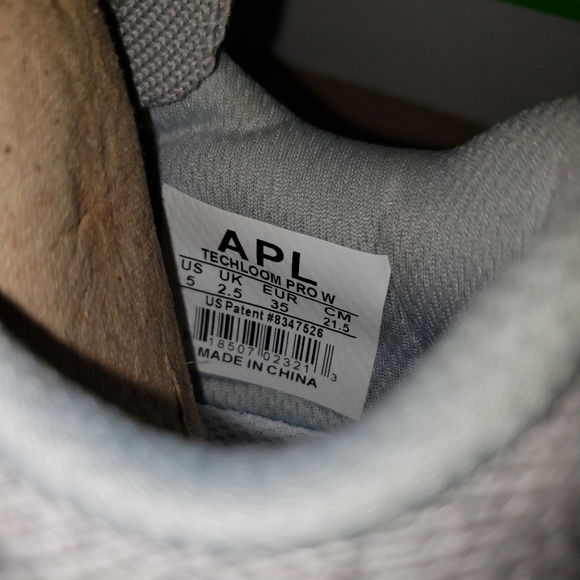 APL
TECHLOOM PRO W
US UK EUR CM
5 2.5 35 21.5
US Patent #8347526
18507 02321 3
MADE IN CHINA